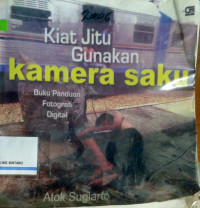 Kiat Jitu
Gunakan
kamera saku
Buku Panduan
Fotografi
Digital
Atok Sugiarto